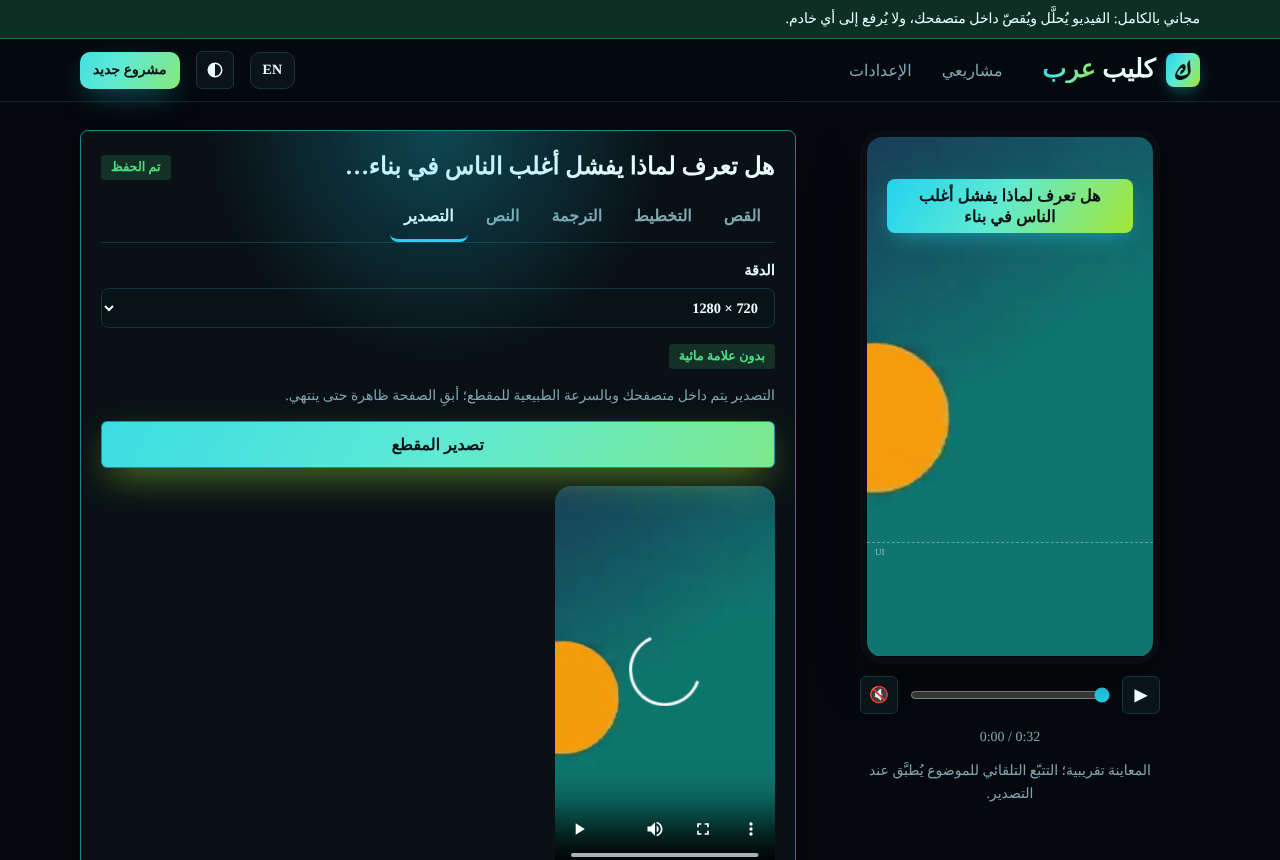 مجاني بالكامل: الفيديو يُحلَّل ويُقصّ داخل متصفحك، ولا يُرفع إلى أي خادم.
ك كليب عرب
مشاريعي
الإعدادات
EN
مشروع جديد
هل تعرف لماذا يفشل أغلب
الناس في بناء
UI
0:00 / 0:32
المعاينة تقريبية؛ التتبّع التلقائي للموضوع يُطبَّق عند
التصدير.
هل تعرف لماذا يفشل أغلب الناس في بناء...
تم الحفظ
القص
التخطيط
الترجمة
النص
التصدير
الدقة
720 × 1280
بدون علامة مائية
التصدير يتم داخل متصفحك وبالسرعة الطبيعية للمقطع؛ أبقِ الصفحة ظاهرة حتى ينتهي.
تصدير المقطع